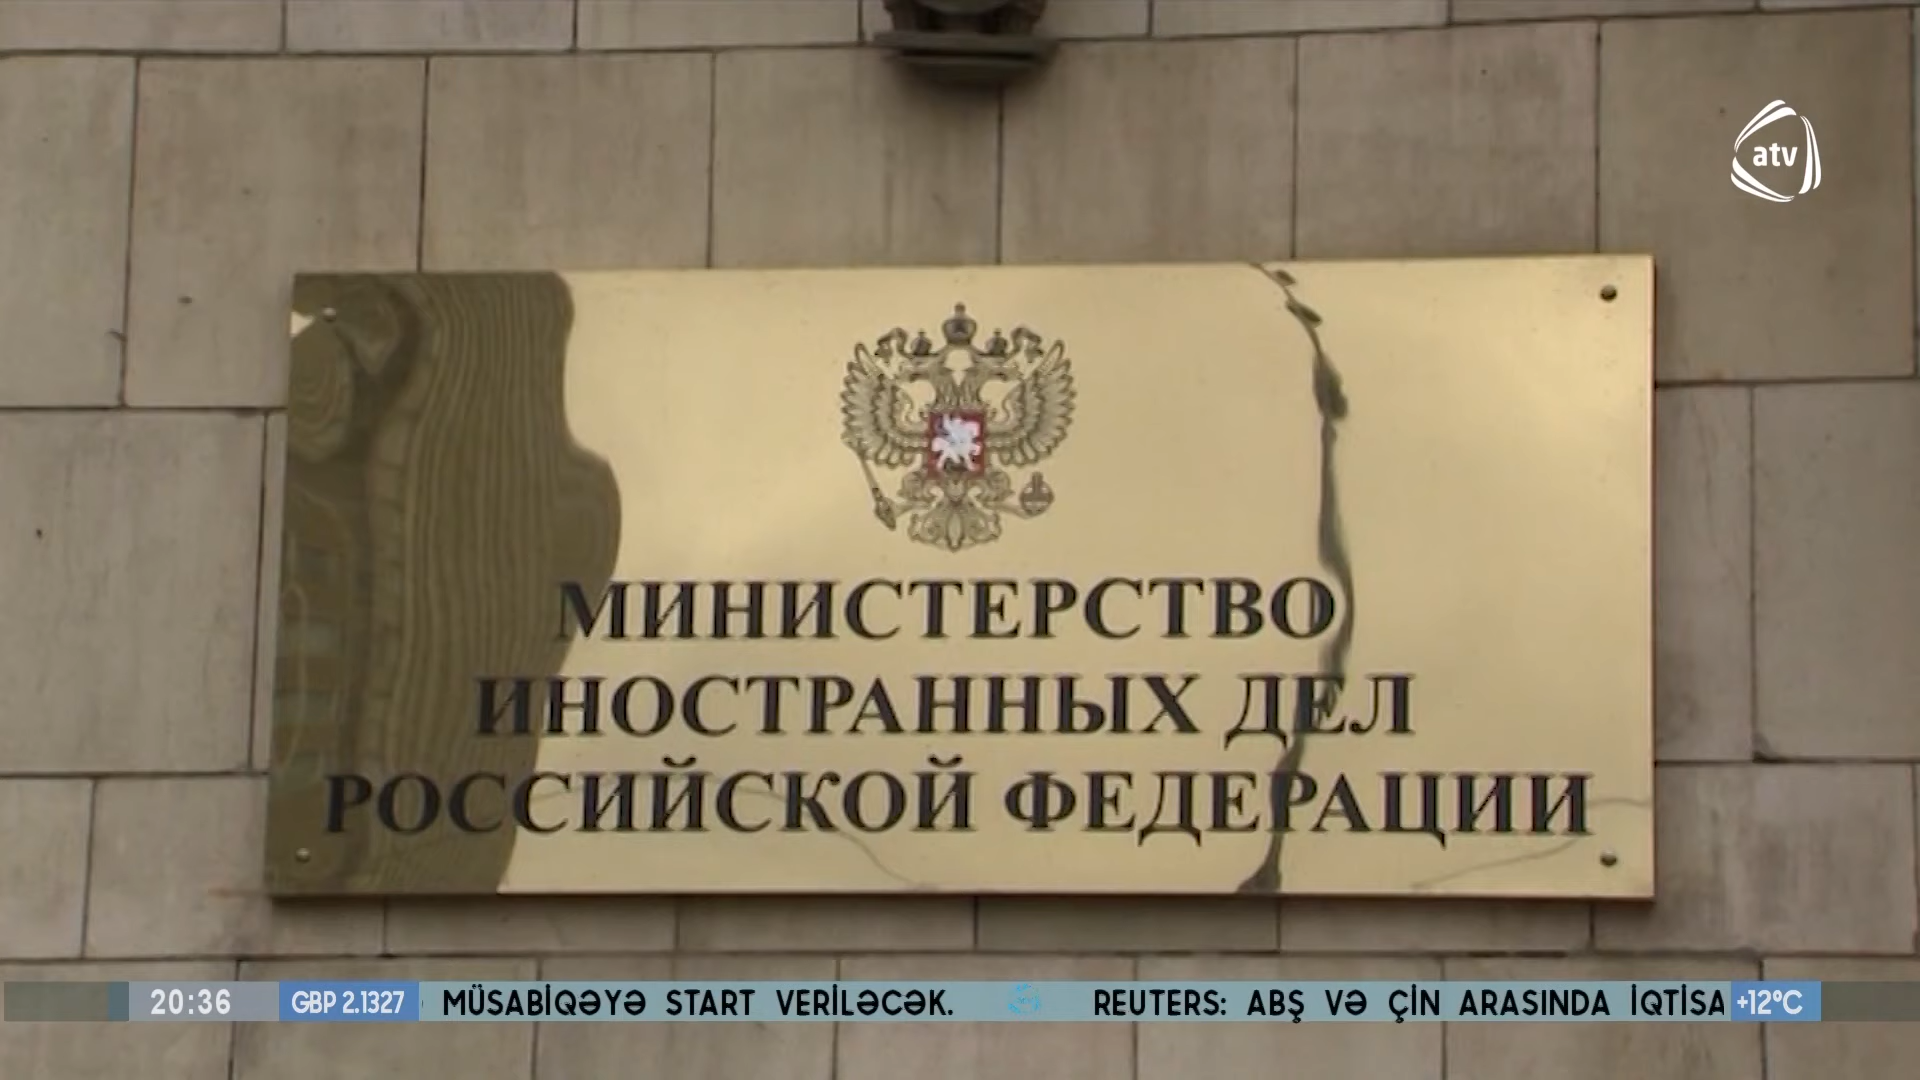 atv
МИНИСТЕРСТВО
ИНОСТРАННЫХ ДЕЛ
РОССИЙСКОЙ ФЕДЕРАЦИИ
20:36 GBP 2.1327 MÜSABİQƏYƏ START VERİLƏCƏK. REUTERS: ABŞ VƏ ÇİN ARASINDA İQTİSA +12°C